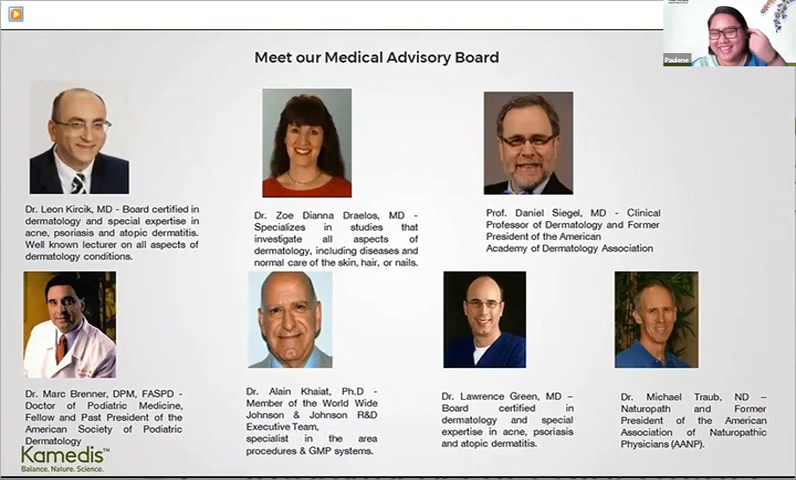 Paulene
Meet our Medical Advisory Board
Dr. Leon Kircik, MD - Board certified in
dermatology and special expertise in
acne, psoriasis and atopic dermatitis.
Well known lecturer on all aspects of
dermatology conditions.
Dr. Zoe Dianna Draelos, MD -
Specializes in studies that
investigate all aspects of
dermatology, including diseases and
normal care of the skin, hair, or nails.
Prof. Daniel Siegel, MD - Clinical
Professor of Dermatology and Former
President of the American
Academy of Dermatology Association
Dr. Marc Brenner, DPM, FASPD -
Doctor of Podiatric Medicine,
Fellow and Past President of the
American Society of Podiatric
Dermatology
Dr. Alain Khaiat, Ph.D -
Member of the World Wide
Johnson & Johnson R&D
Executive Team,
specialist in the area
procedures & GMP systems.
Dr. Lawrence Green, MD –
Board certified in
dermatology and special
expertise in acne, psoriasis
and atopic dermatitis.
Dr. Michael Traub, ND –
Naturopath and Former
President of the American
Association of Naturopathic
Physicians (AANP).
Kamedis™
Balance. Nature. Science.